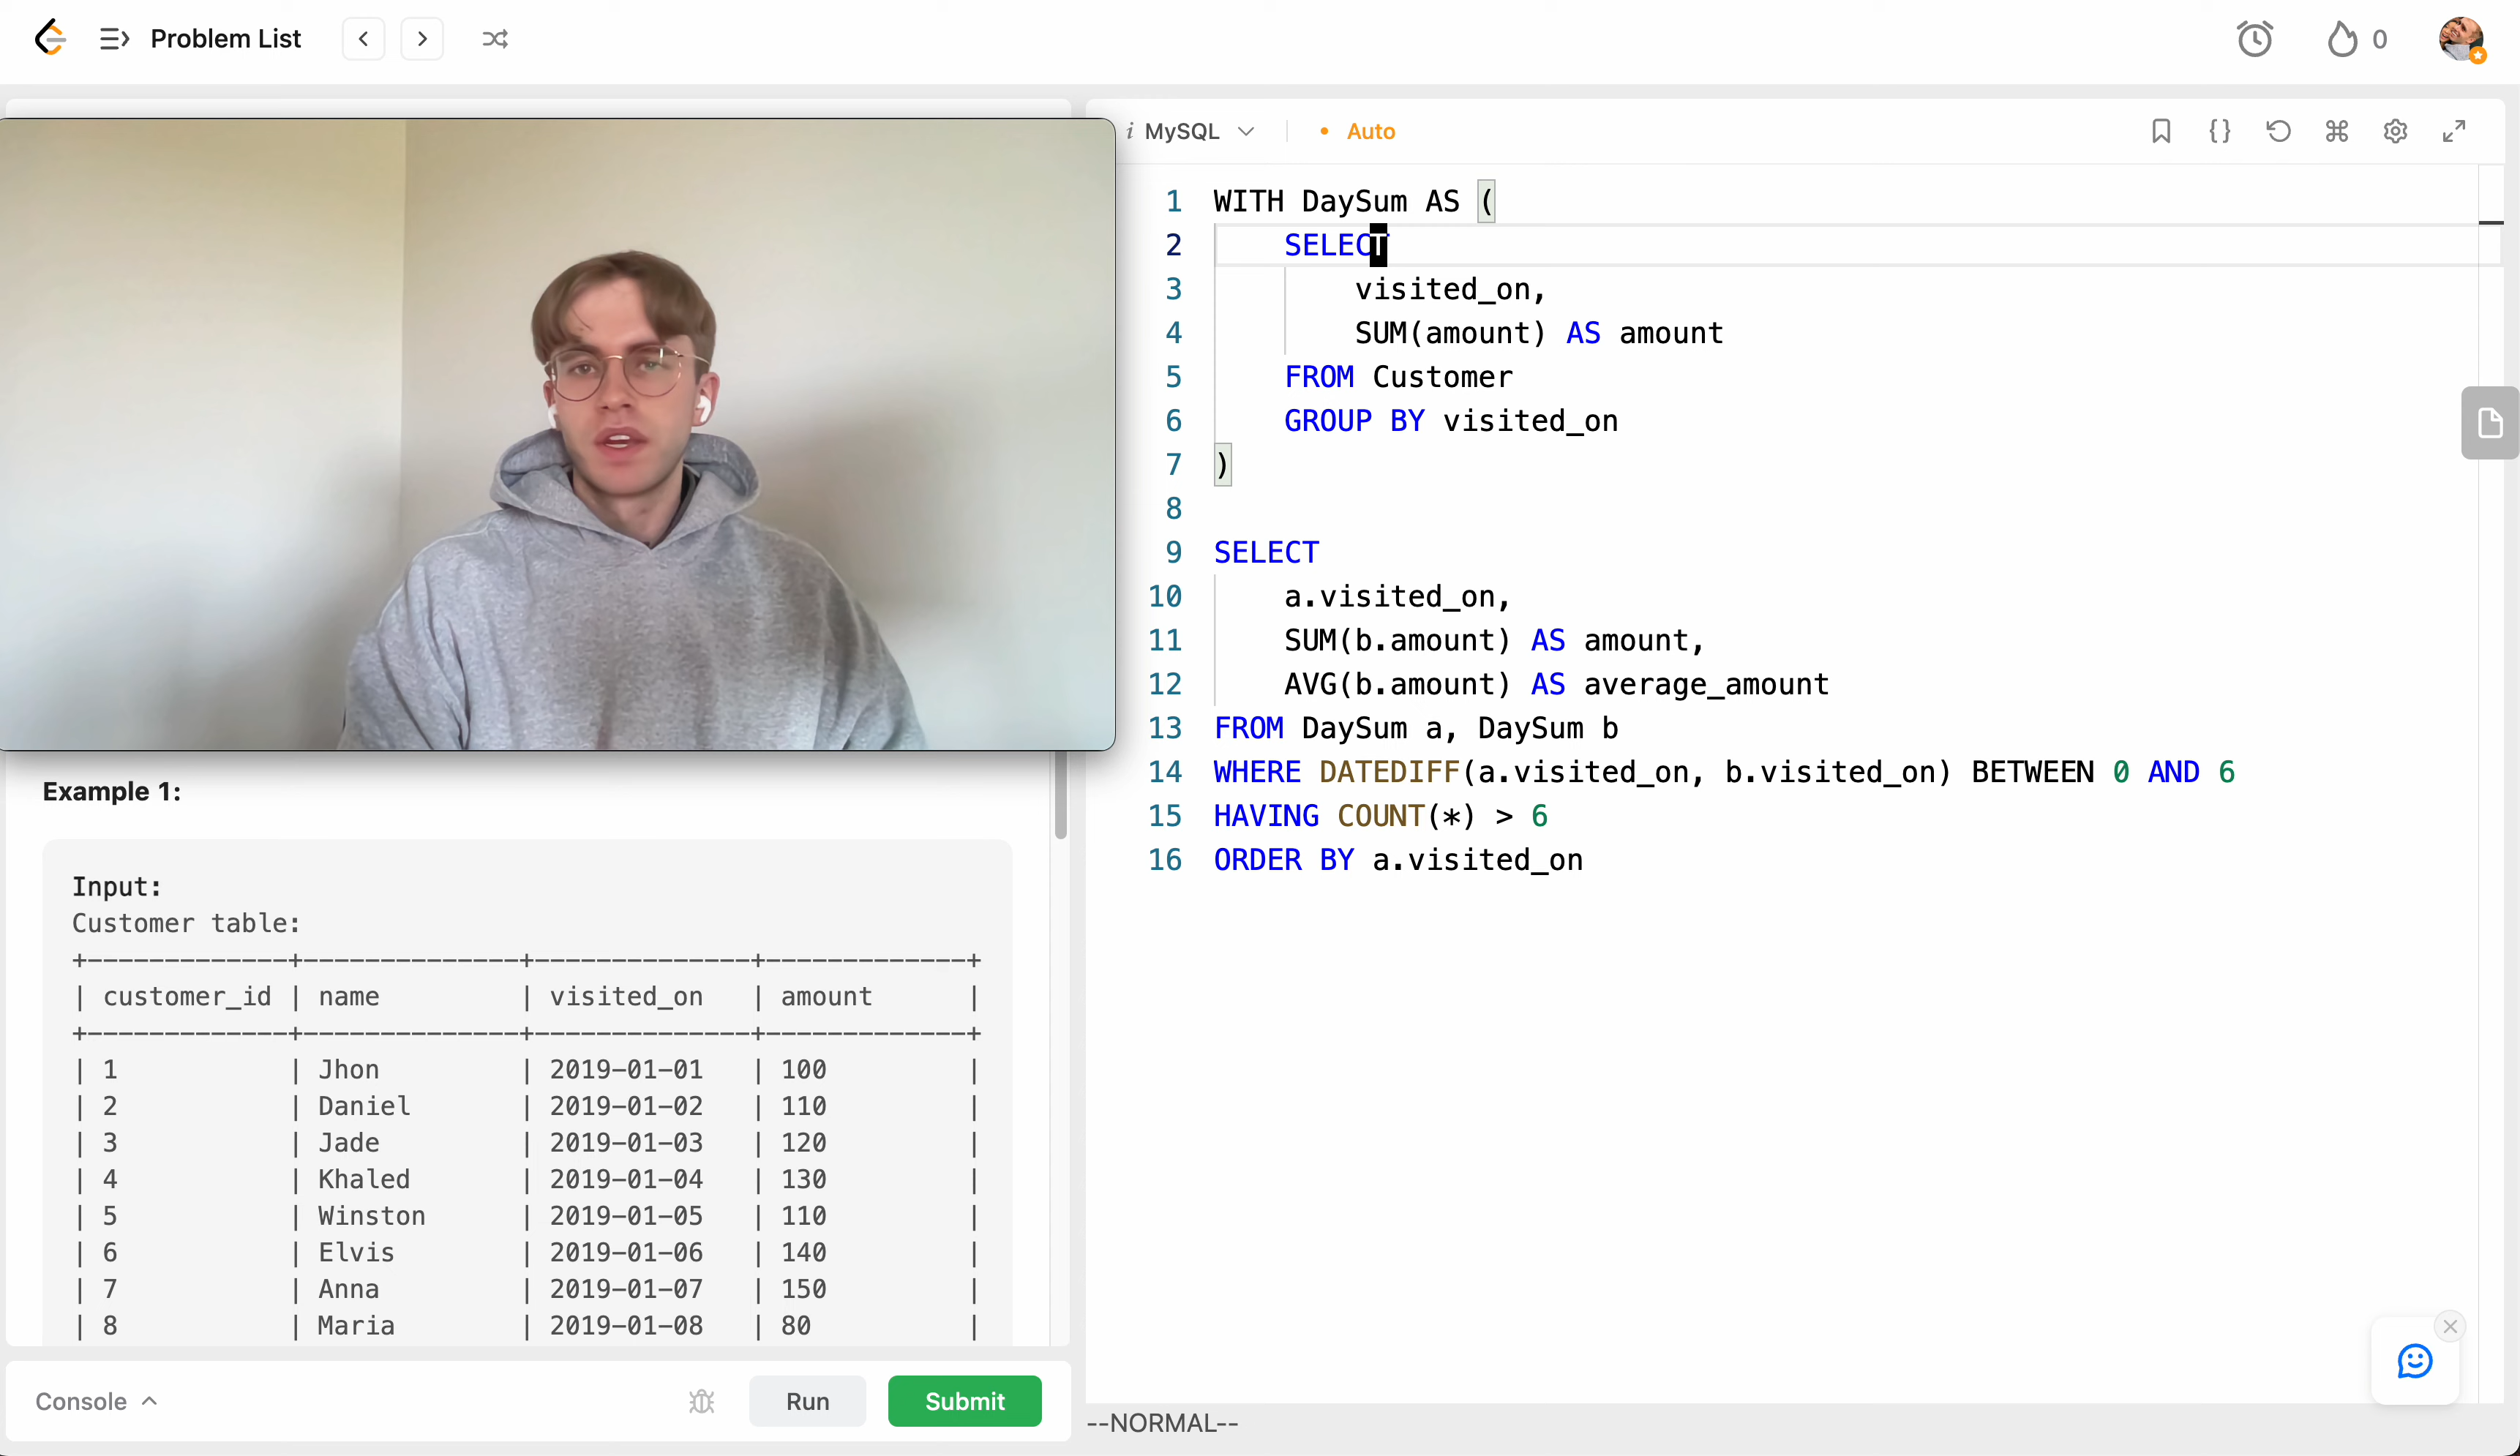 Problem List
0
i MySQL
Auto
1 WITH DaySum AS (
2 SELECT
3 visited_on,
4 SUM(amount) AS amount
5 FROM Customer
6 GROUP BY visited_on
7 )
8
9 SELECT
10 a.visited_on,
11 SUM(b.amount) AS amount,
12 AVG(b.amount) AS average_amount
13 FROM DaySum a, DaySum b
14 WHERE DATEDIFF(a.visited_on, b.visited_on) BETWEEN 0 AND 6
15 HAVING COUNT(*) > 6
16 ORDER BY a.visited_on
Example 1:
Input:
Customer table:
+-------------+--------------+--------------+-------------+
| customer_id | name | visited_on | amount |
+-------------+--------------+--------------+-------------+
| 1 | Jhon | 2019-01-01 | 100 |
| 2 | Daniel | 2019-01-02 | 110 |
| 3 | Jade | 2019-01-03 | 120 |
| 4 | Khaled | 2019-01-04 | 130 |
| 5 | Winston | 2019-01-05 | 110 |
| 6 | Elvis | 2019-01-06 | 140 |
| 7 | Anna | 2019-01-07 | 150 |
| 8 | Maria | 2019-01-08 | 80 |
Console
Run
Submit
--NORMAL--